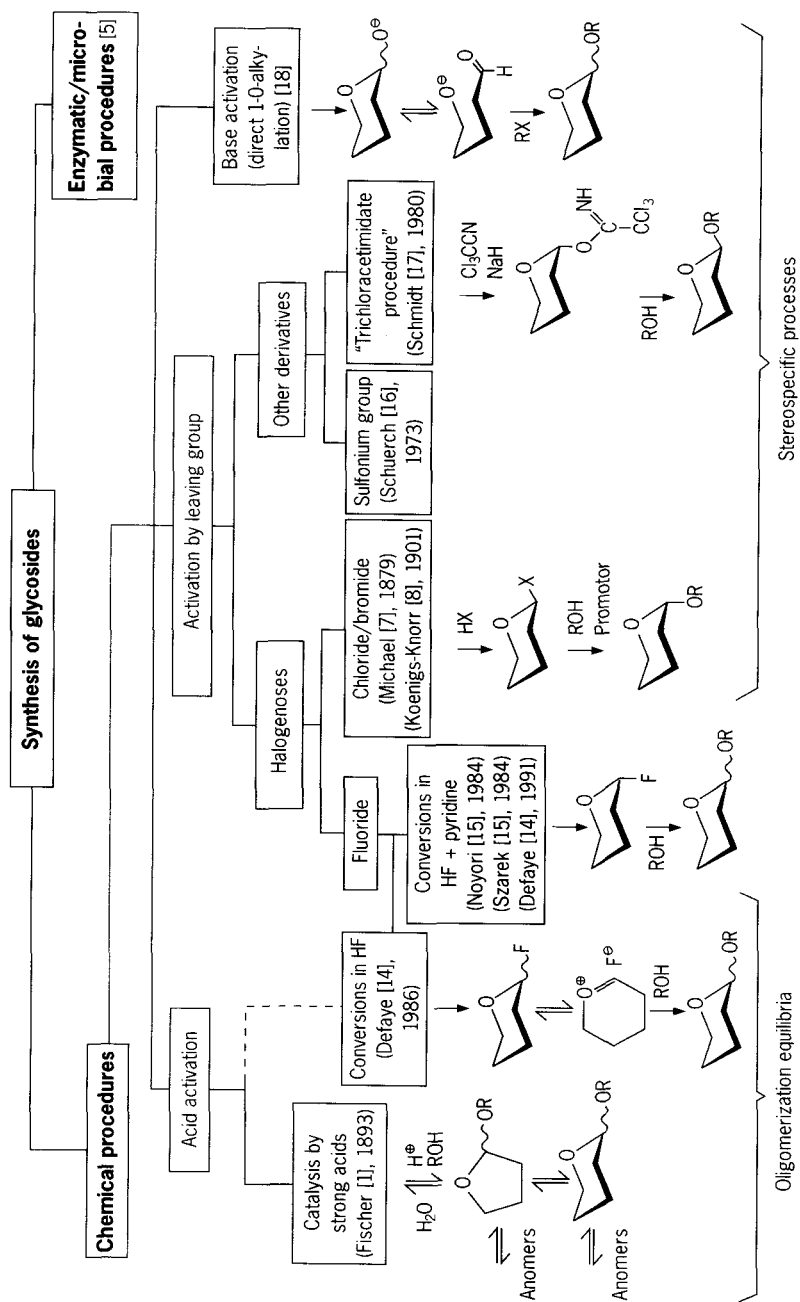 Synthesis of glycosides
Chemical procedures
Enzymatic/micro-
bial procedures [5]
Acid activation
Activation by leaving group
Base activation
(direct 1-0-alky-
lation) [18]
Halogenoses
Other derivatives
Catalysis by
strong acids
(Fischer [1], 1893)
Conversions in HF
(Defaye [14],
1986)
Fluoride
Conversions in
HF + pyridine
(Noyori [15], 1984)
(Szarek [15], 1984)
(Defaye [14], 1991)
Chloride/bromide
(Michael [7], 1879)
(Koenigs-Knorr [8], 1901)
Sulfonium group
(Schuerch [16],
1973)
"Trichloracetimidate
procedure"
(Schmidt [17], 1980)
H₂O ⇌ H⊕
ROH
O
OR
Anomers ⇌
O
OR
Anomers ⇌
O
F
O⊕
F⊖
ROH
O
OR
O
F
ROH
O
OR
HX
O
X
ROH
Promotor
O
OR
Cl₃CCN
NaH
O
O
C
NH
CCl₃
ROH
O
OR
O
O⊖
O⊖
O
H
RX
O
OR
Oligomerization equilibria
Stereospecific processes